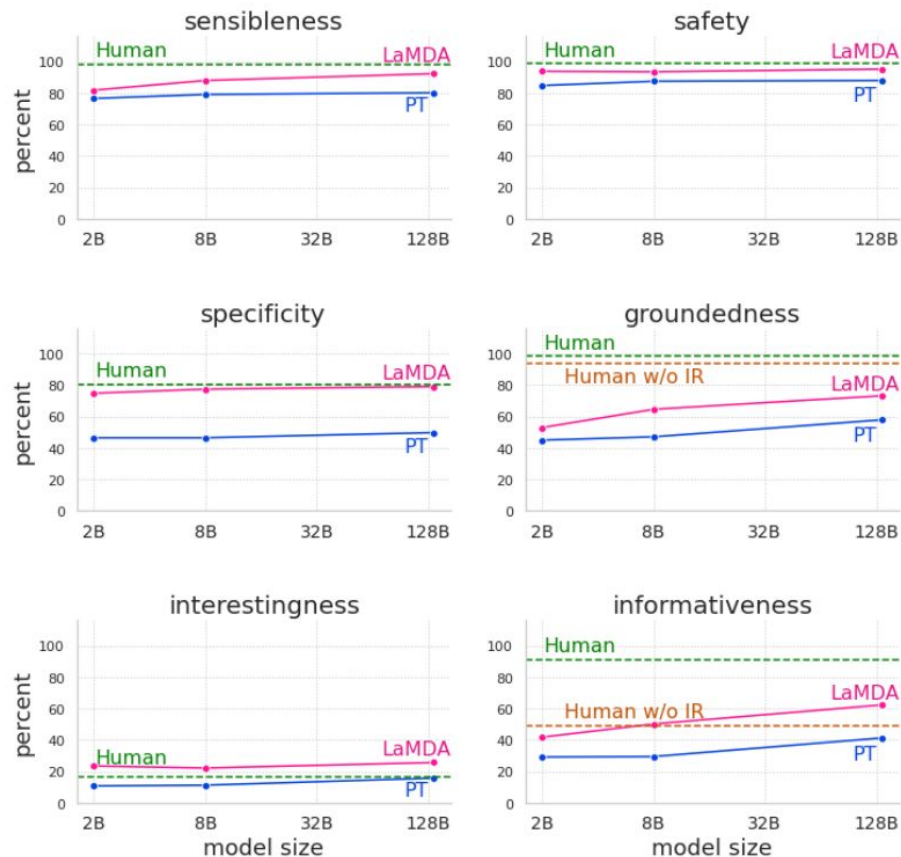 sensibleness
percent
100
80
60
40
20
0
Human
LaMDA
PT
2B 8B 32B 128B
safety
100
80
60
40
20
0
Human
LaMDA
PT
2B 8B 32B 128B
specificity
percent
100
80
60
40
20
0
Human
LaMDA
PT
2B 8B 32B 128B
groundedness
100
80
60
40
20
0
Human
Human w/o IR
LaMDA
PT
2B 8B 32B 128B
interestingness
percent
100
80
60
40
20
0
Human
LaMDA
PT
2B 8B 32B 128B
model size
informativeness
100
80
60
40
20
0
Human
Human w/o IR
LaMDA
PT
2B 8B 32B 128B
model size